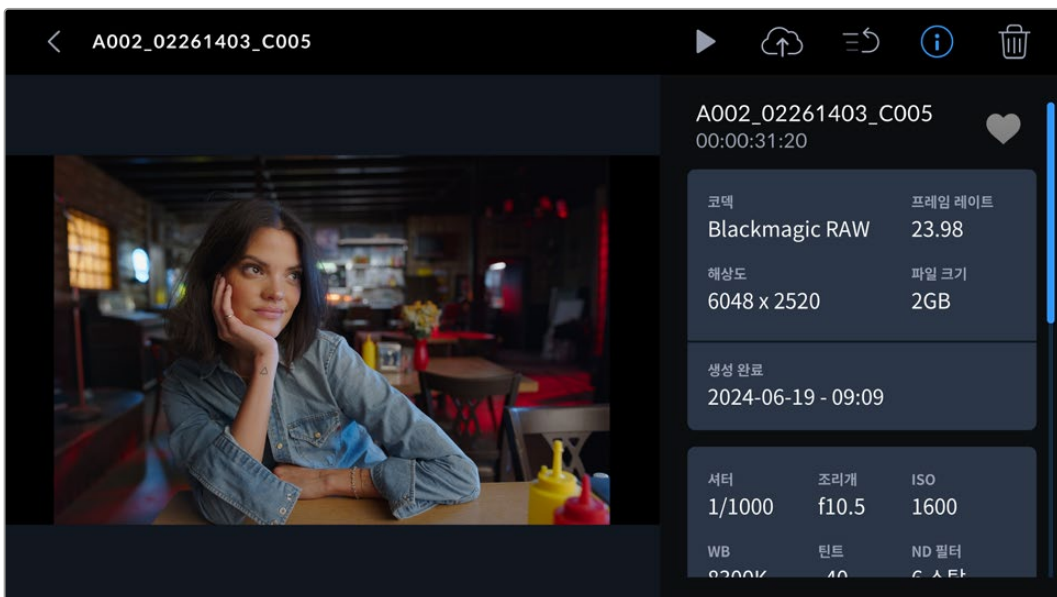 A002_02261403_C005
A002_02261403_C005
00:00:31:20
코덱 프레임 레이트
Blackmagic RAW 23.98
해상도 파일 크기
6048 x 2520 2GB
생성 완료
2024-06-19 - 09:09
셔터 조리개 ISO
1/1000 f10.5 1600
WB 틴트 ND 필터